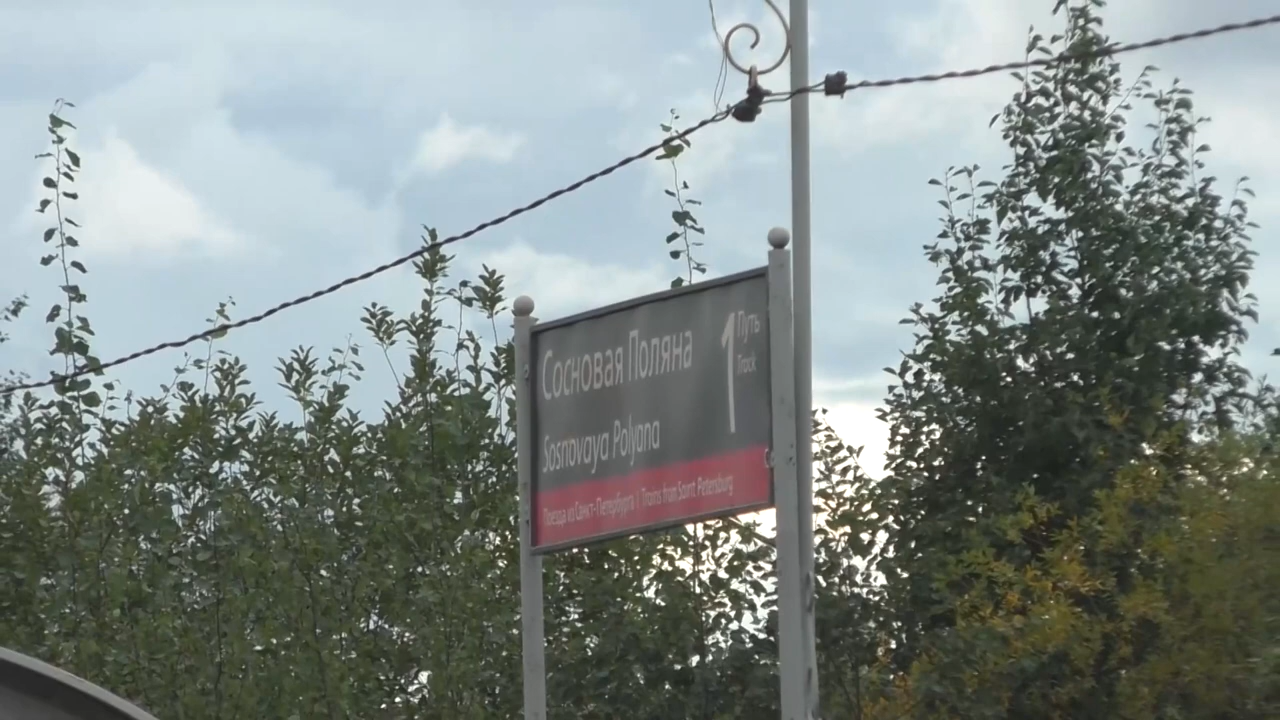 Сосновая Поляна
Sosnovaya Polyana
1 Путь
Track
Поезда из Санкт-Петербурга | Trains from Saint Petersburg